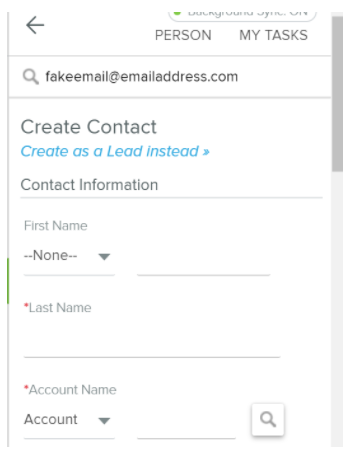 Background Sync: ON
PERSON MY TASKS
fakeemail@emailaddress.com
Create Contact
Create as a Lead instead »
Contact Information
First Name
--None--
*Last Name
*Account Name
Account